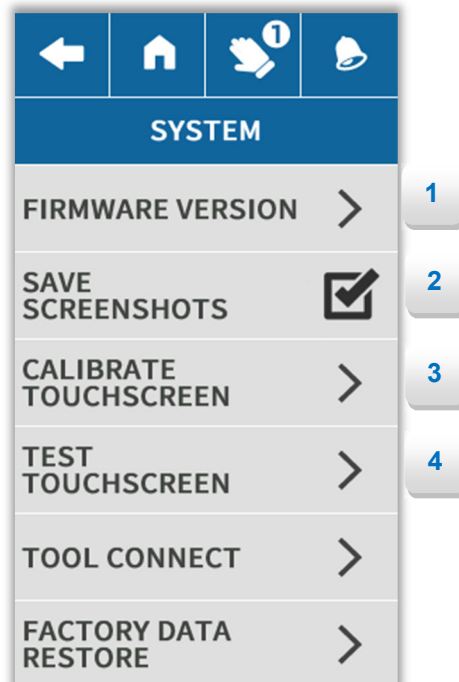 1
SYSTEM
FIRMWARE VERSION
1
SAVE
SCREENSHOTS
2
CALIBRATE
TOUCHSCREEN
3
TEST
TOUCHSCREEN
4
TOOL CONNECT
FACTORY DATA
RESTORE